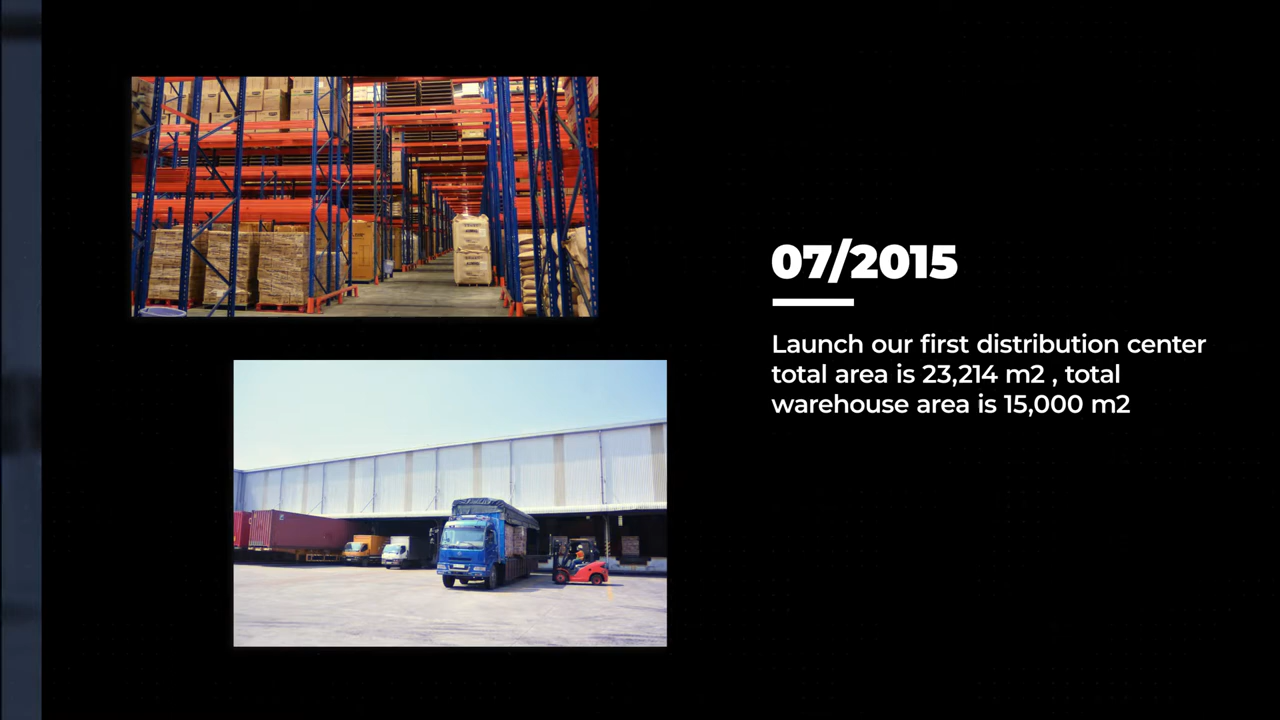 07/2015
Launch our first distribution center
total area is 23,214 m2 , total
warehouse area is 15,000 m2